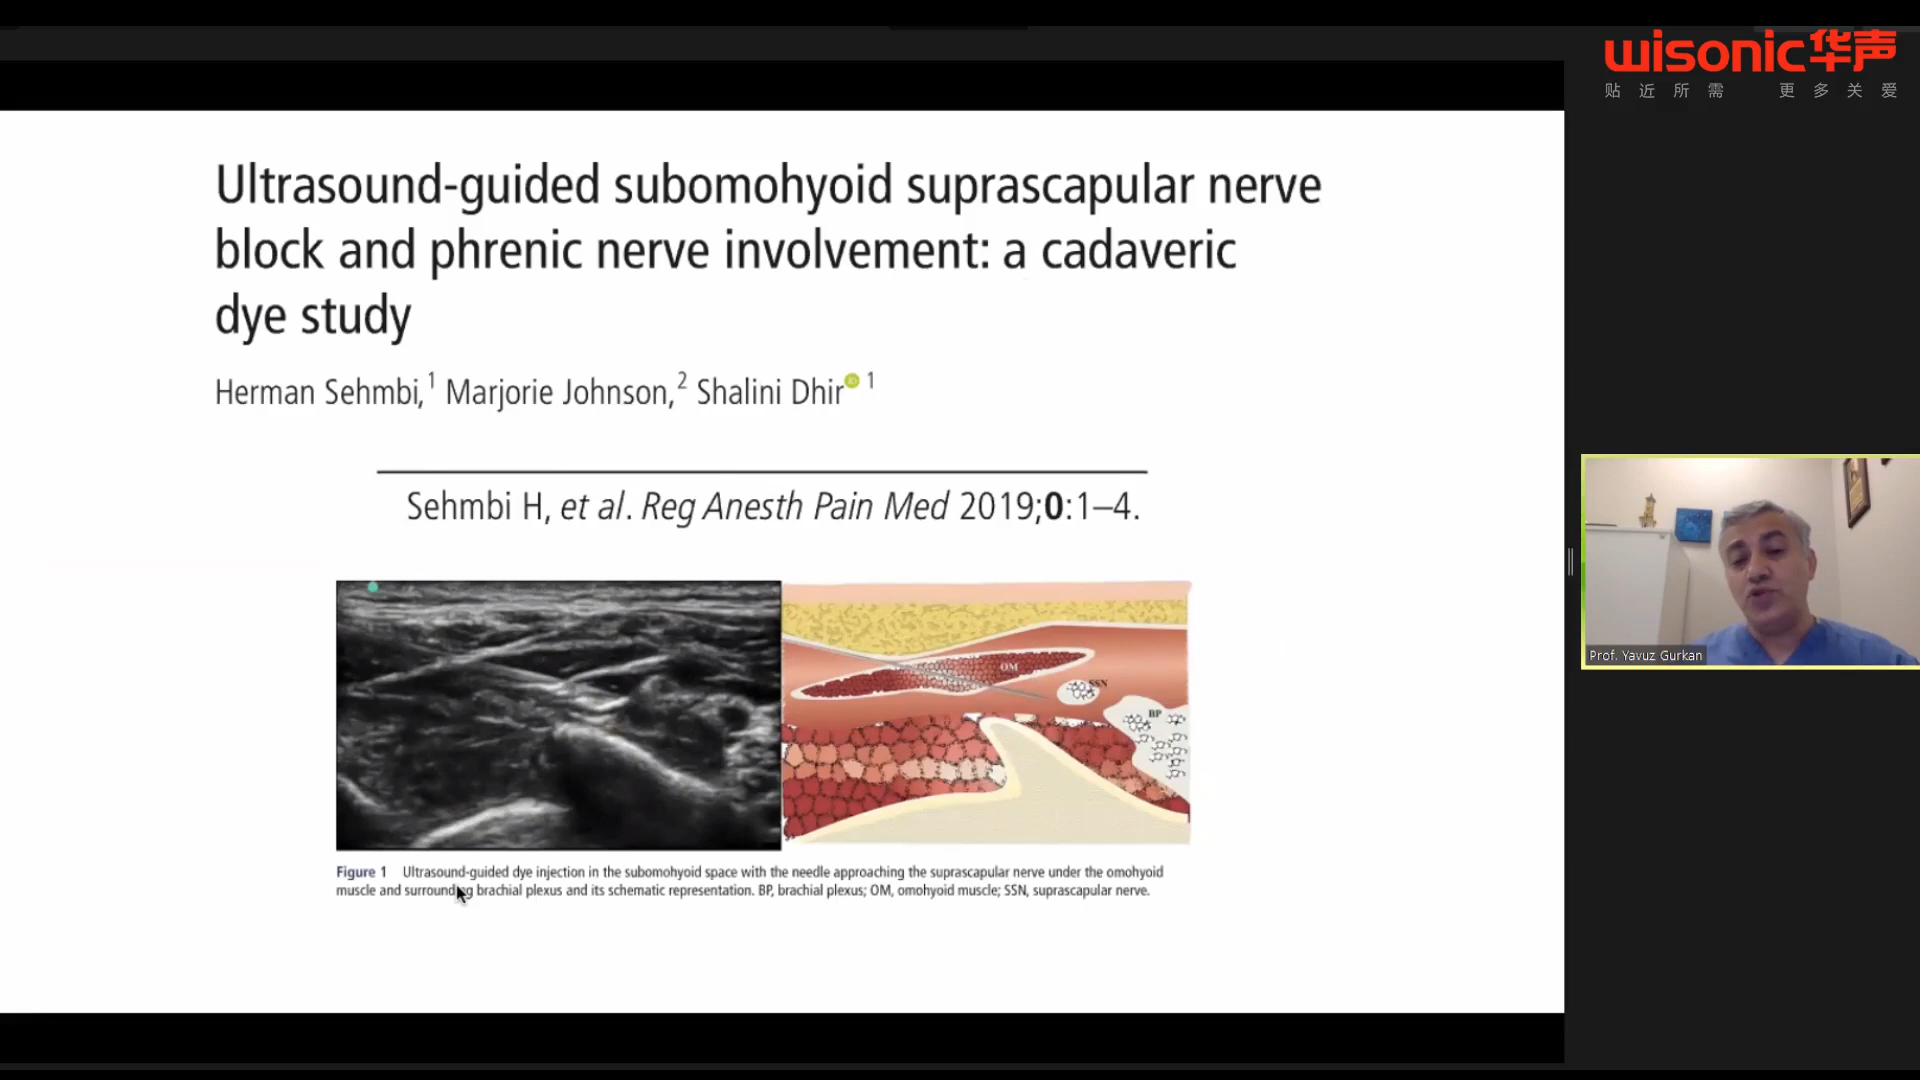 wisonic华声
贴近所需 更多关爱
Ultrasound-guided subomohyoid suprascapular nerve
block and phrenic nerve involvement: a cadaveric
dye study
Herman Sehmbi,1 Marjorie Johnson,2 Shalini Dhir iD 1
Sehmbi H, et al. Reg Anesth Pain Med 2019;0:1–4.
OM
SSN
BP
Figure 1 Ultrasound-guided dye injection in the subomohyoid space with the needle approaching the suprascapular nerve under the omohyoid
muscle and surrounding brachial plexus and its schematic representation. BP, brachial plexus; OM, omohyoid muscle; SSN, suprascapular nerve.
Prof. Yavuz Gurkan